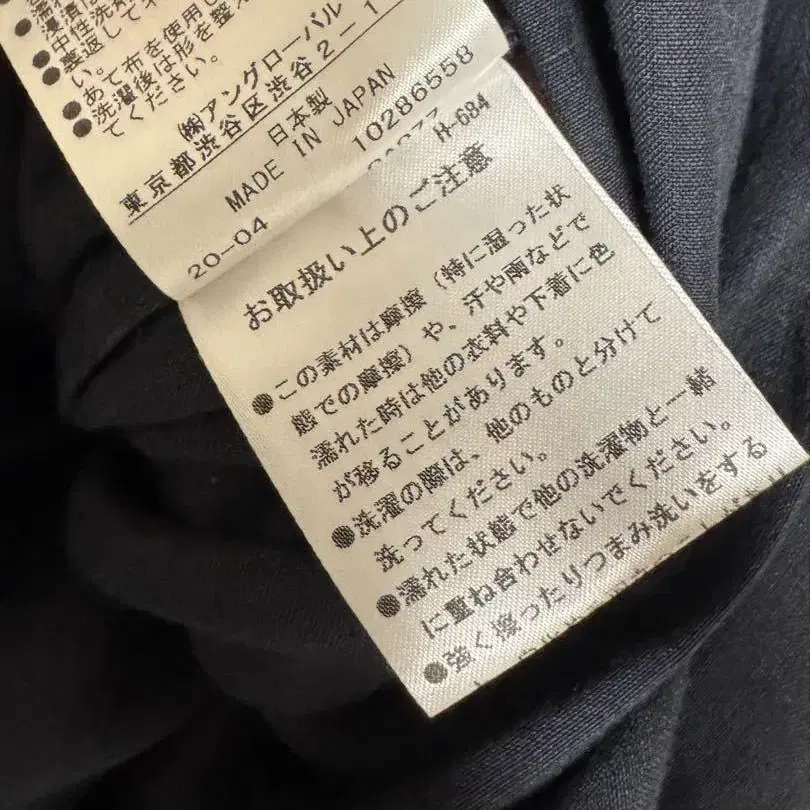 ●中性洗剤
●裏返して
い。
●あて布を使用し
●洗濯後は形を整え
てください。
㈱アングローバル
東京都渋谷区渋谷2-1
日本製
MADE IN JAPAN
10286558
20-04
H-684
お取扱い上のご注意
●この素材は摩擦（特に湿った状
態での摩擦）や、汗や雨などで
濡れた時は他の衣料や下着に色
が移ることがあります。
●洗濯の際は、他のものと分けて
洗ってください。
●濡れた状態で他の洗濯物と一緒
に重ね合わせないでください。
●強く擦ったりつまみ洗いをする